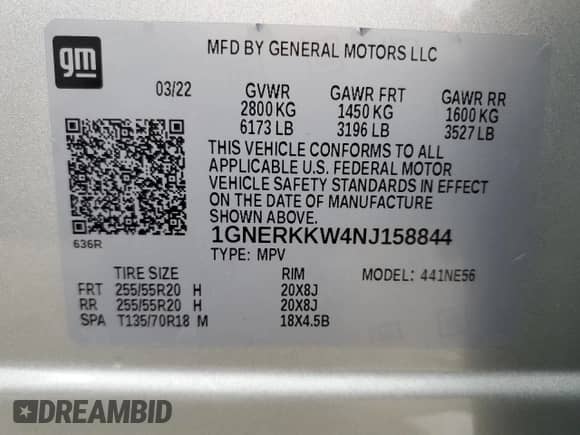 gm
MFD BY GENERAL MOTORS LLC
03/22 GVWR GAWR FRT GAWR RR
2800 KG 1450 KG 1600 KG
6173 LB 3196 LB 3527 LB
THIS VEHICLE CONFORMS TO ALL
APPLICABLE U.S. FEDERAL MOTOR
VEHICLE SAFETY STANDARDS IN EFFECT
ON THE DATE OF MANUFACTURE
SHOWN ABOVE.
1GNERKKW4NJ158844
636R
TYPE: MPV MODEL: 441NE56
TIRE SIZE RIM
FRT 255/55R20 H 20X8J
RR 255/55R20 H 20X8J
SPA T135/70R18 M 18X4.5B
DREAMBID